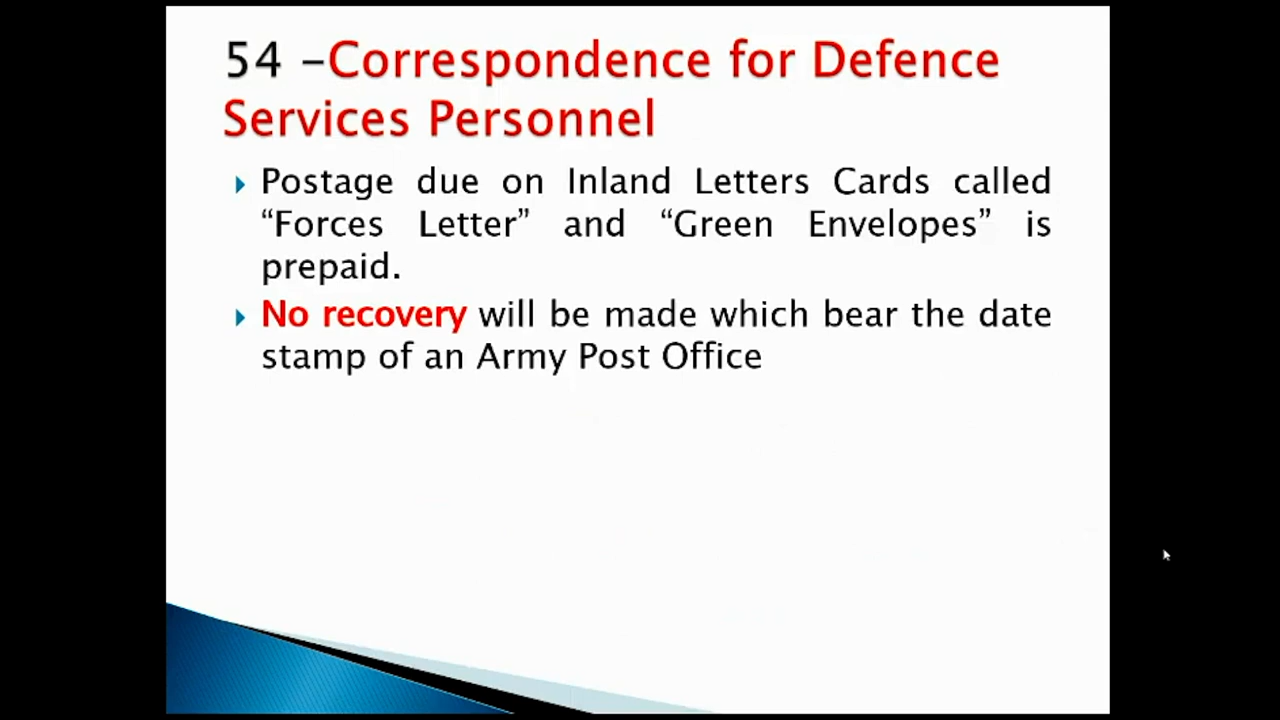 54 –Correspondence for Defence
Services Personnel
Postage due on Inland Letters Cards called
“Forces Letter” and “Green Envelopes” is
prepaid.
No recovery will be made which bear the date
stamp of an Army Post Office